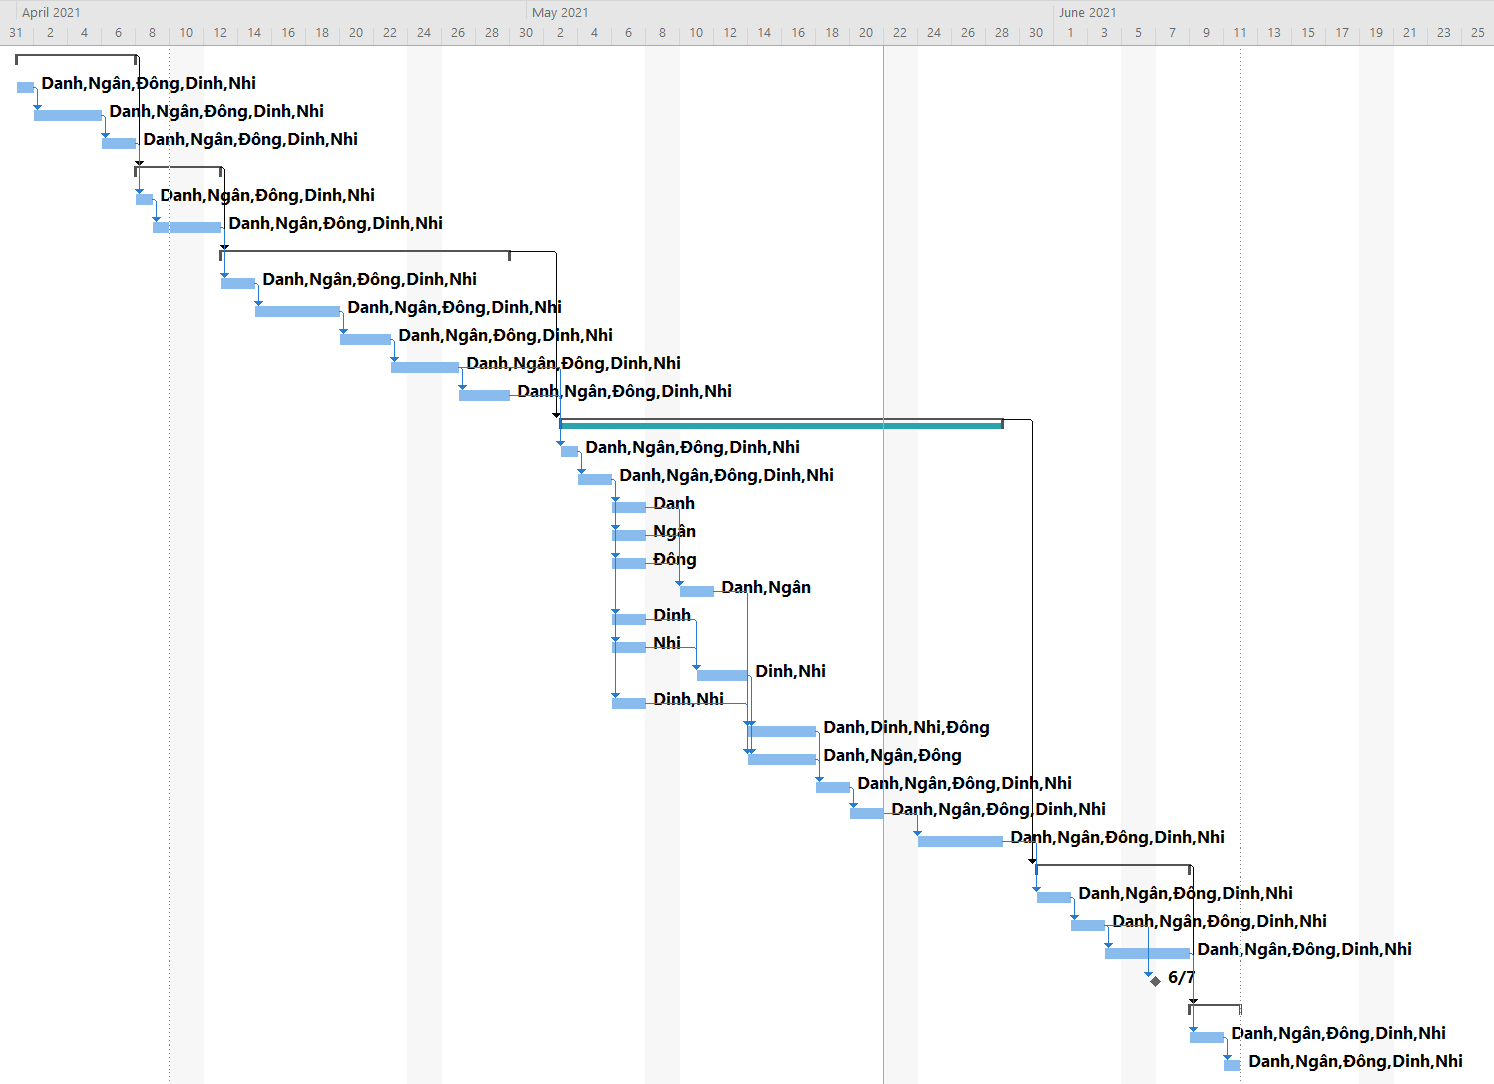 April 2021 May 2021 June 2021
31 2 4 6 8 10 12 14 16 18 20 22 24 26 28 30 2 4 6 8 10 12 14 16 18 20 22 24 26 28 30 1 3 5 7 9 11 13 15 17 19 21 23 25
Danh,Ngân,Đông,Dinh,Nhi
Danh,Ngân,Đông,Dinh,Nhi
Danh,Ngân,Đông,Dinh,Nhi
Danh,Ngân,Đông,Dinh,Nhi
Danh,Ngân,Đông,Dinh,Nhi
Danh,Ngân,Đông,Dinh,Nhi
Danh,Ngân,Đông,Dinh,Nhi
Danh,Ngân,Đông,Dinh,Nhi
Danh,Ngân,Đông,Dinh,Nhi
Danh,Ngân,Đông,Dinh,Nhi
Danh,Ngân,Đông,Dinh,Nhi
Danh,Ngân,Đông,Dinh,Nhi
Danh
Ngân
Đông
Danh,Ngân
Dinh
Nhi
Dinh,Nhi
Dinh,Nhi
Danh,Dinh,Nhi,Đông
Danh,Ngân,Đông
Danh,Ngân,Đông,Dinh,Nhi
Danh,Ngân,Đông,Dinh,Nhi
Danh,Ngân,Đông,Dinh,Nhi
Danh,Ngân,Đông,Dinh,Nhi
Danh,Ngân,Đông,Dinh,Nhi
Danh,Ngân,Đông,Dinh,Nhi
6/7
Danh,Ngân,Đông,Dinh,Nhi
Danh,Ngân,Đông,Dinh,Nhi